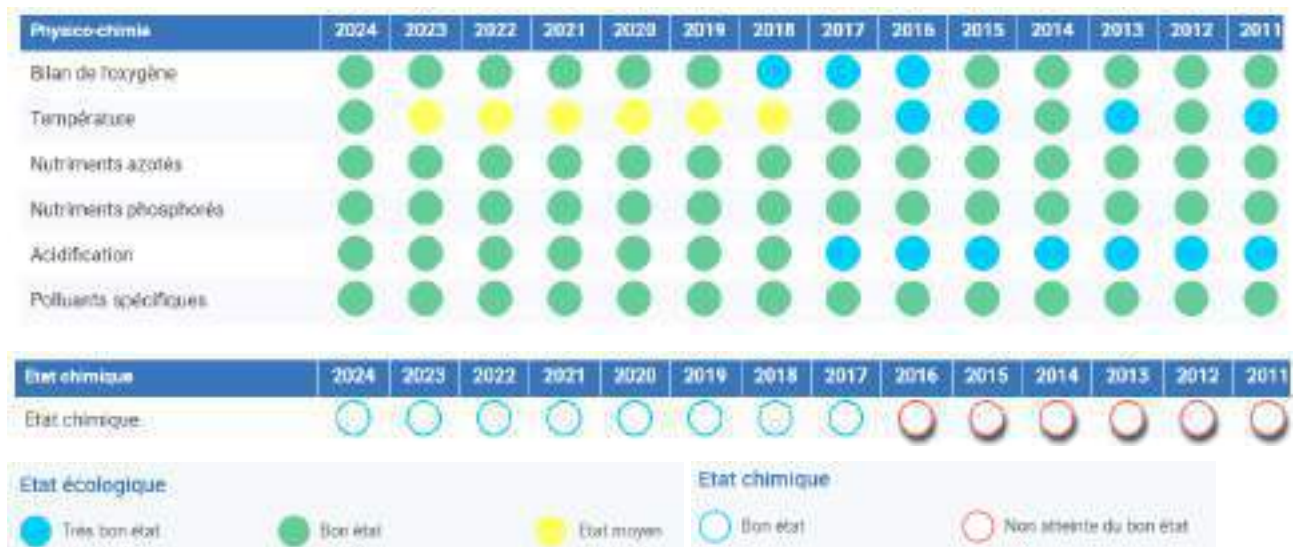 Physico-chimie 2024 2023 2022 2021 2020 2019 2018 2017 2016 2015 2014 2013 2012 2011
Bilan de l'oxygène
Température
Nutriments azotés
Nutriments phosphorés
Acidification
Polluants spécifiques
Etat chimique 2024 2023 2022 2021 2020 2019 2018 2017 2016 2015 2014 2013 2012 2011
Etat chimique
Etat écologique
Très bon état Bon état Etat moyen
Etat chimique
Bon état Non atteinte du bon état